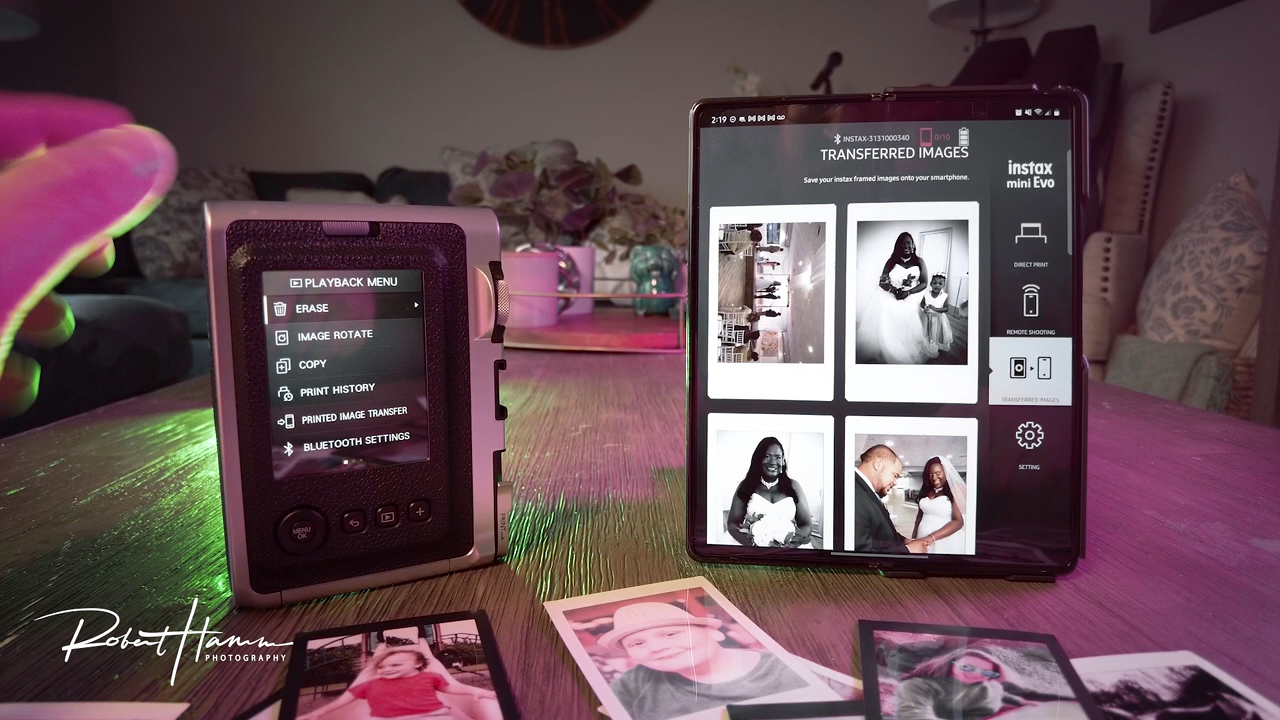 PLAYBACK MENU
ERASE
IMAGE ROTATE
COPY
PRINT HISTORY
PRINTED IMAGE TRANSFER
BLUETOOTH SETTINGS
MENU
OK
2:19
INSTAX-3131000340 0/10
TRANSFERRED IMAGES
Save your instax framed images onto your smartphone.
instax
mini Evo
DIRECT PRINT
REMOTE SHOOTING
TRANSFERRED IMAGES
SETTING
Robert Hamm
PHOTOGRAPHY